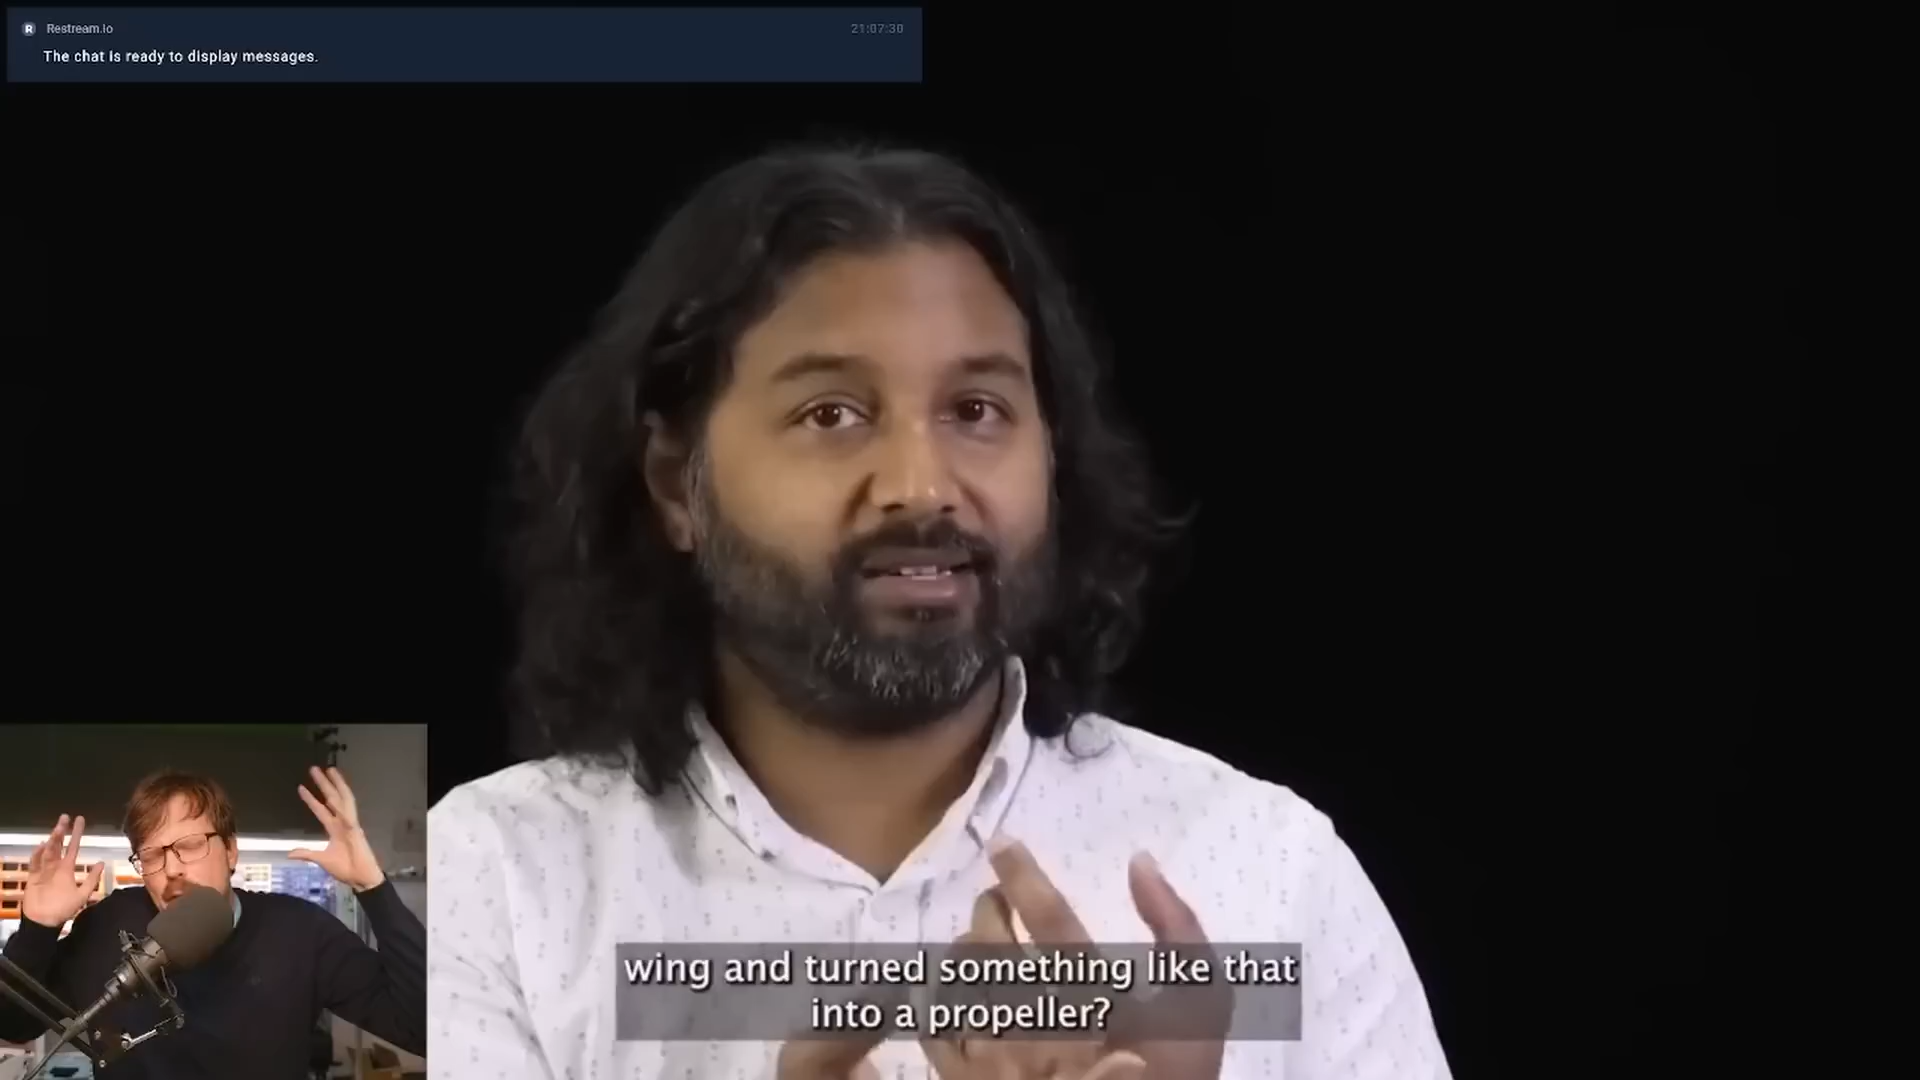 Restream.io
21:07:30
The chat is ready to display messages.
wing and turned something like that
into a propeller?